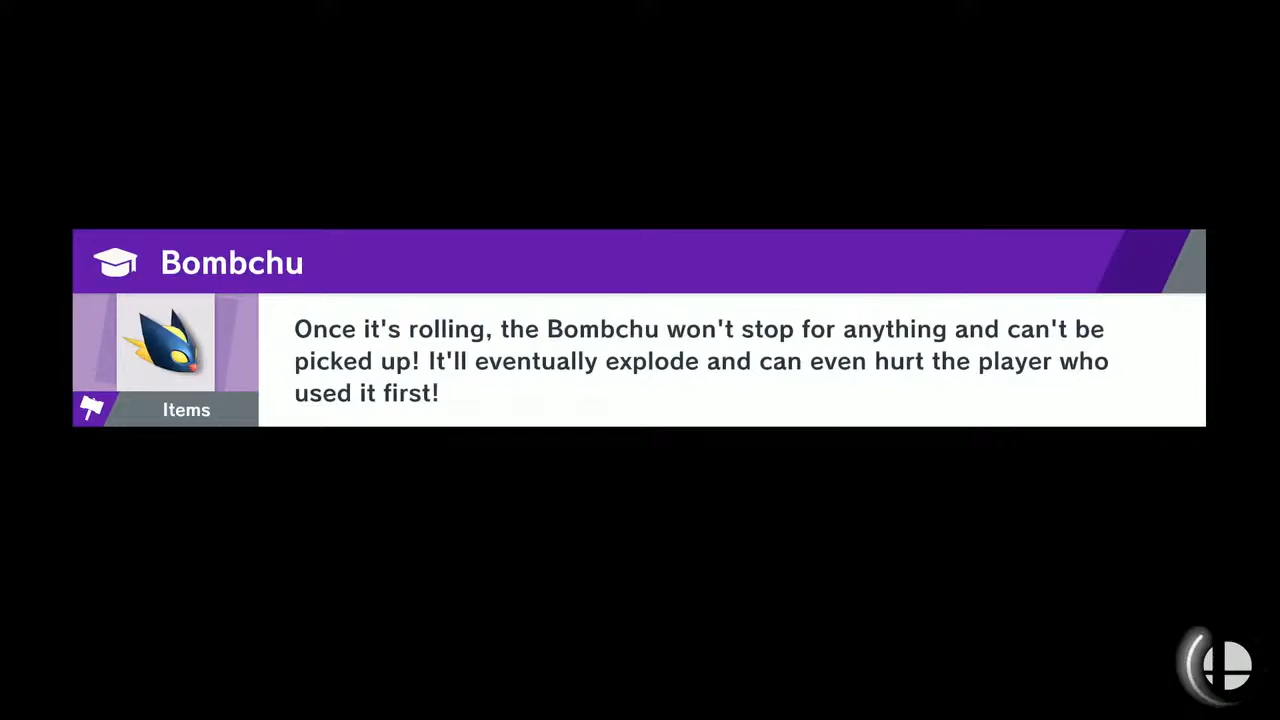 Bombchu
Once it's rolling, the Bombchu won't stop for anything and can't be
picked up! It'll eventually explode and can even hurt the player who
used it first!
Items